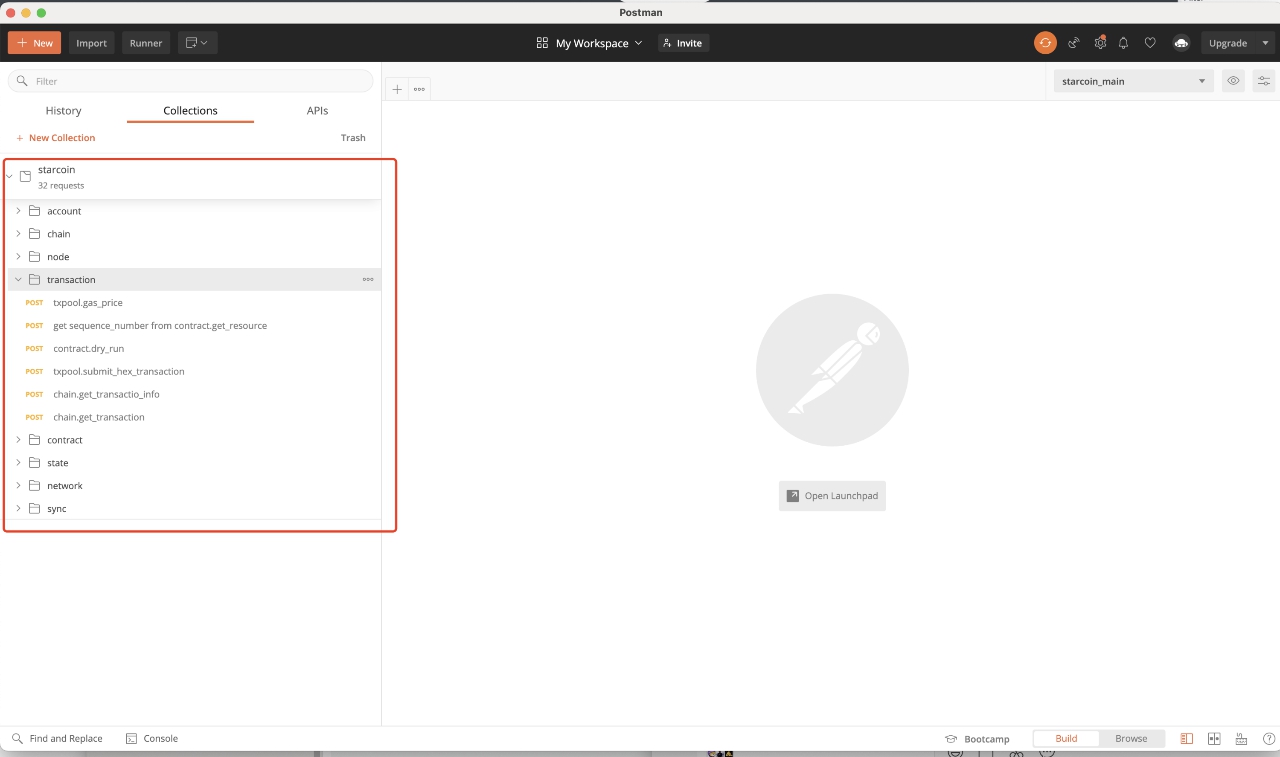 Postman
New
Import
Runner
My Workspace
Invite
Upgrade
Filter
starcoin_main
History
Collections
APIs
+ New Collection
Trash
starcoin
32 requests
account
chain
node
transaction
POST txpool.gas_price
POST get sequence_number from contract.get_resource
POST contract.dry_run
POST txpool.submit_hex_transaction
POST chain.get_transactio_info
POST chain.get_transaction
contract
state
network
sync
Open Launchpad
Find and Replace
Console
Bootcamp
Build
Browse